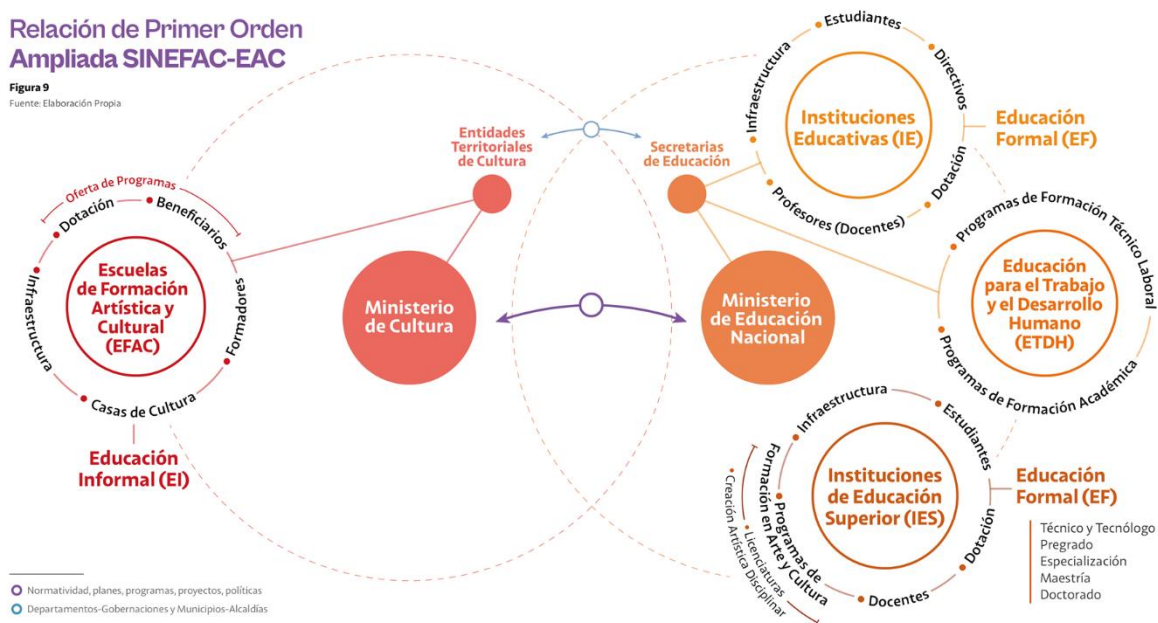 Relación de Primer Orden
Ampliada SINEFAC-EAC
Figura 9
Fuente: Elaboración Propia
Entidades
Territoriales
de Cultura
Secretarias
de Educación
Ministerio
de Cultura
Ministerio
de Educación
Nacional
Oferta de Programas
Dotación
Beneficiarios
Infraestructura
Formadores
Casas de Cultura
Escuelas
de Formación
Artística y
Cultural
(EFAC)
Educación
Informal (EI)
Estudiantes
Infraestructura
Directivos
Dotación
Profesores (Docentes)
Instituciones
Educativas (IE)
Educación
Formal (EF)
Programas de Formación Técnico Laboral
Educación
para el Trabajo
y el Desarrollo
Humano
(ETDH)
Programas de Formación Académica
Infraestructura
Estudiantes
Dotación
Docentes
Programas de
Formación en Arte y Cultura
Licenciaturas
Creación Artística Disciplinar
Instituciones
de Educación
Superior (IES)
Educación
Formal (EF)
Técnico y Tecnólogo
Pregrado
Especialización
Maestría
Doctorado
Normatividad, planes, programas, proyectos, políticas
Departamentos-Gobernaciones y Municipios-Alcaldías